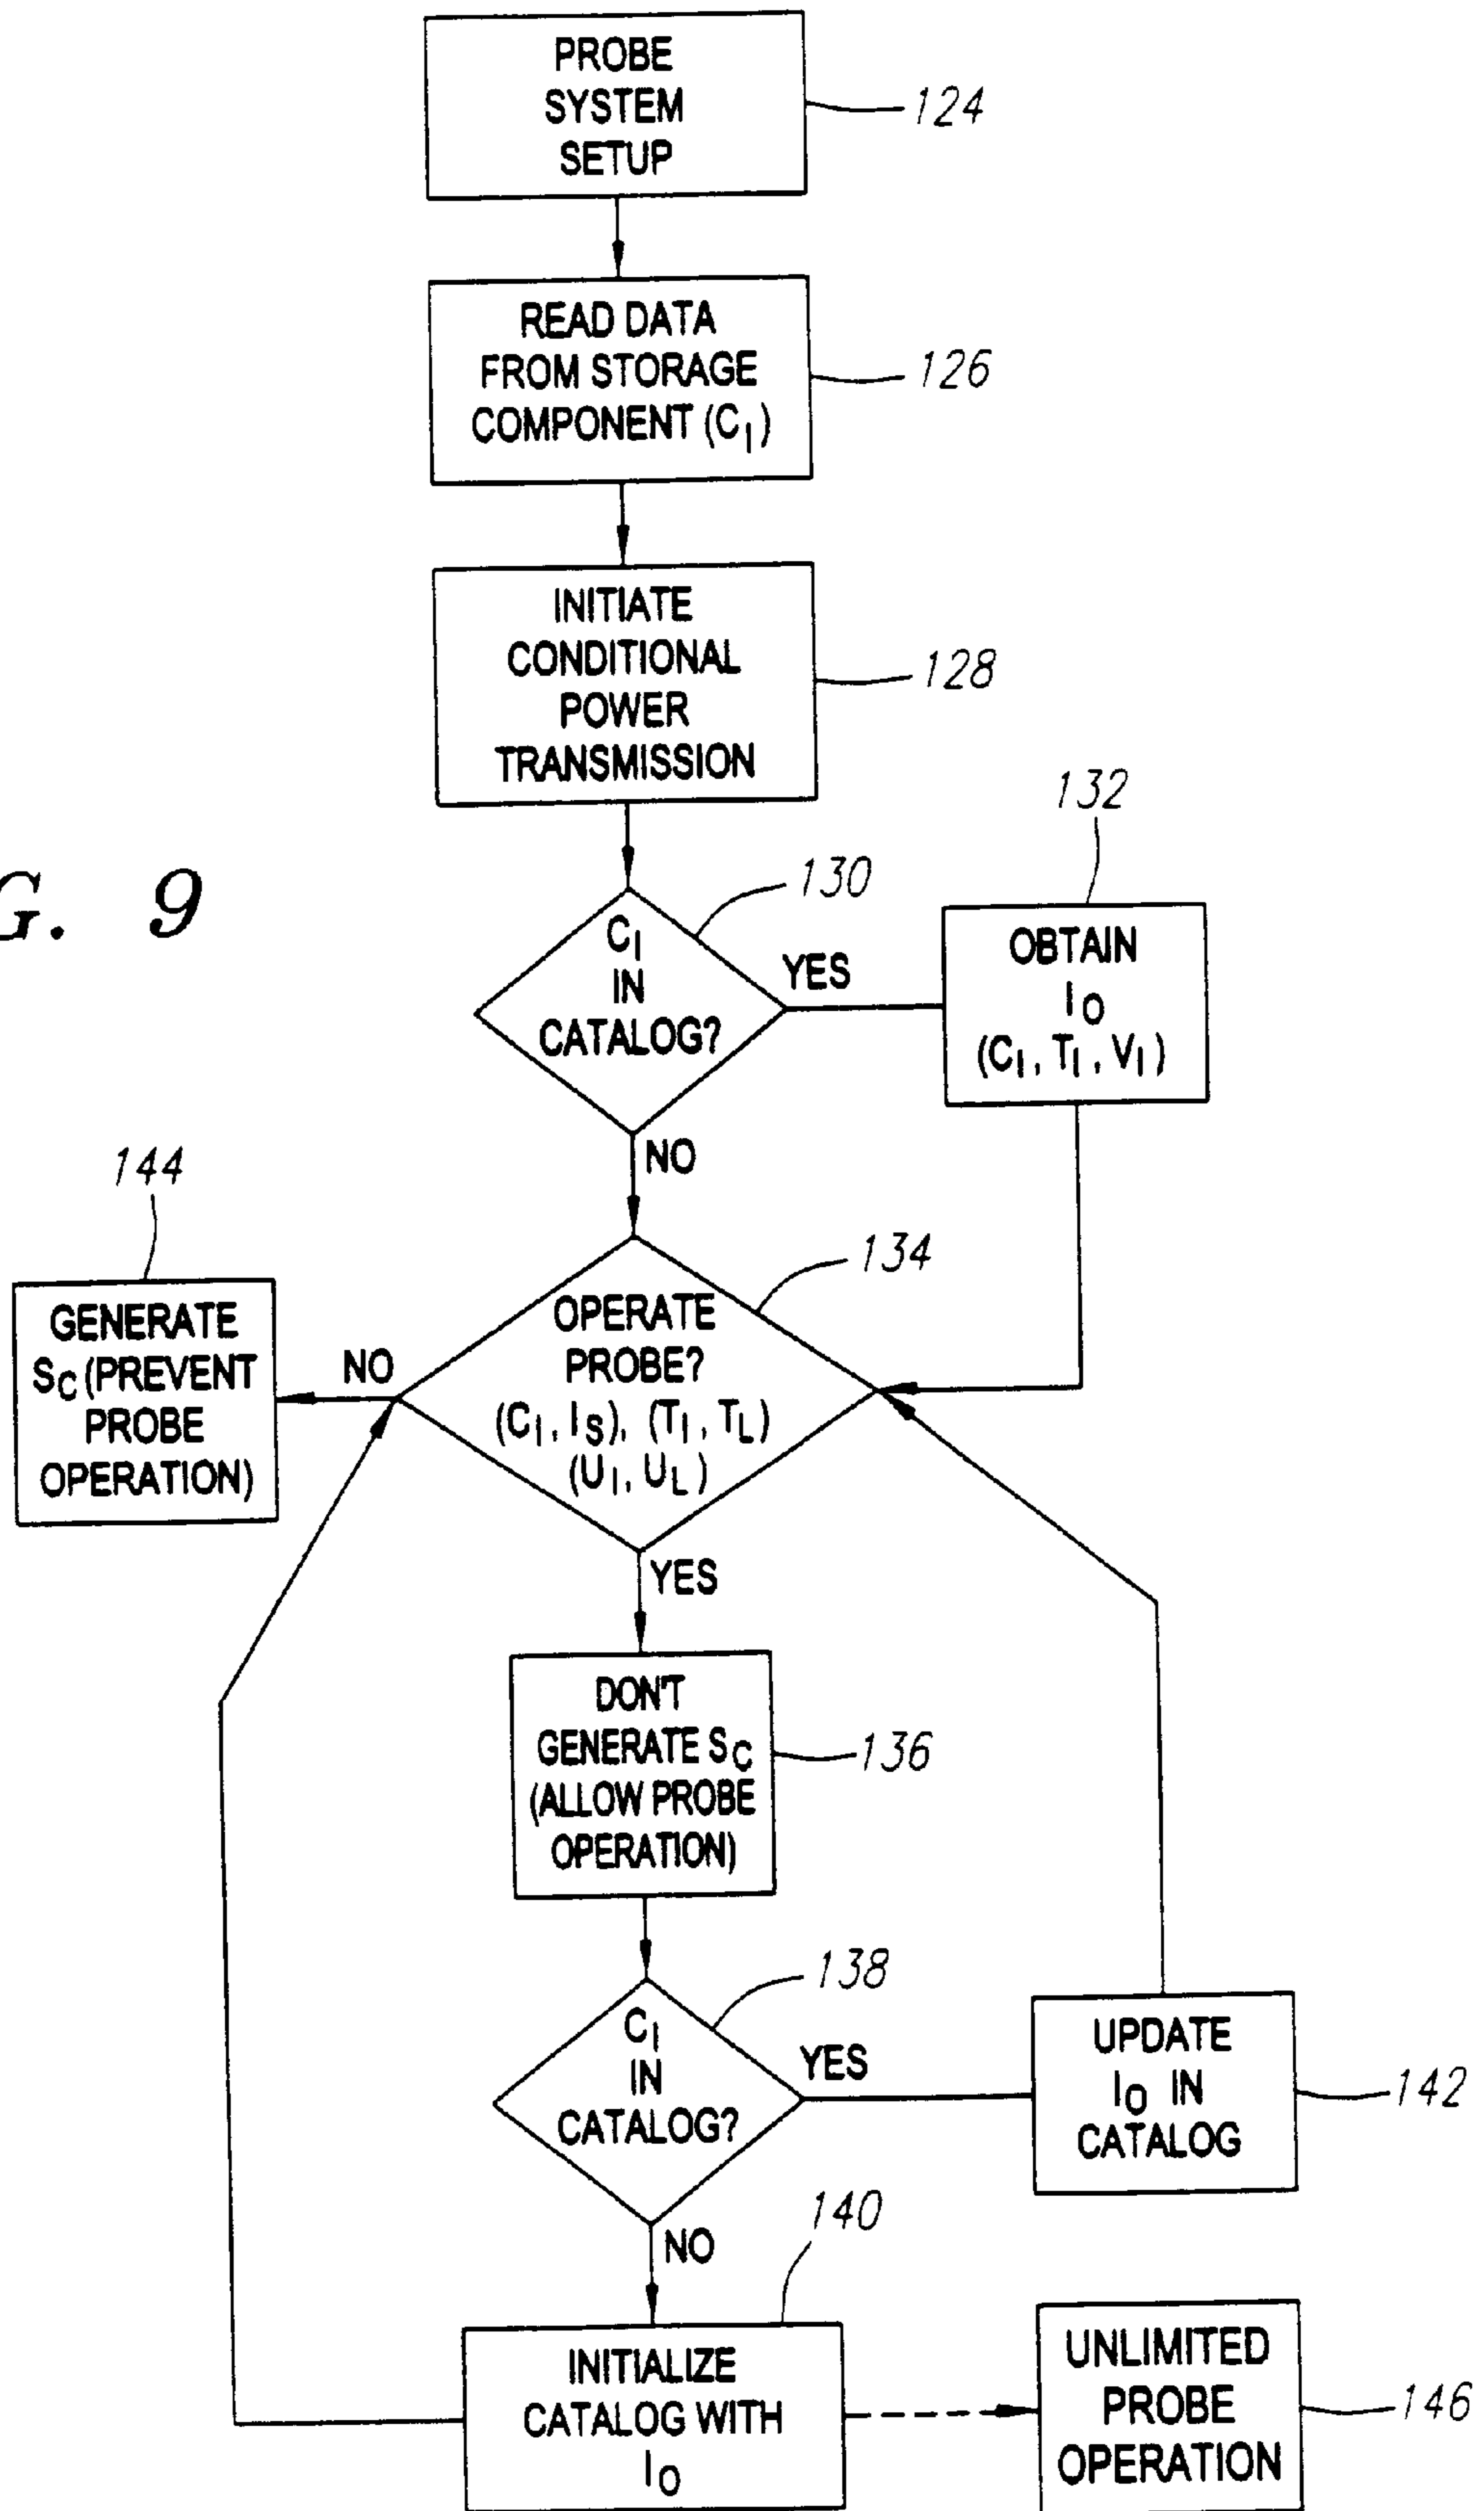 PROBE
SYSTEM
SETUP
124
READ DATA
FROM STORAGE
COMPONENT (C_I)
126
INITIATE
CONDITIONAL
POWER
TRANSMISSION
128
G. 9
130
C_I
IN
CATALOG?
YES
NO
132
OBTAIN
I_O
(C_I, T_I, V_I)
134
OPERATE
PROBE?
(C_I, I_S), (T_I, T_L)
(U_I, U_L)
NO
YES
144
GENERATE
S_C (PREVENT
PROBE
OPERATION)
DON'T
GENERATE S_C
(ALLOW PROBE
OPERATION)
136
138
C_I
IN
CATALOG?
YES
NO
UPDATE
I_O IN
CATALOG
142
140
INITIALIZE
CATALOG WITH
I_O
UNLIMITED
PROBE
OPERATION
146